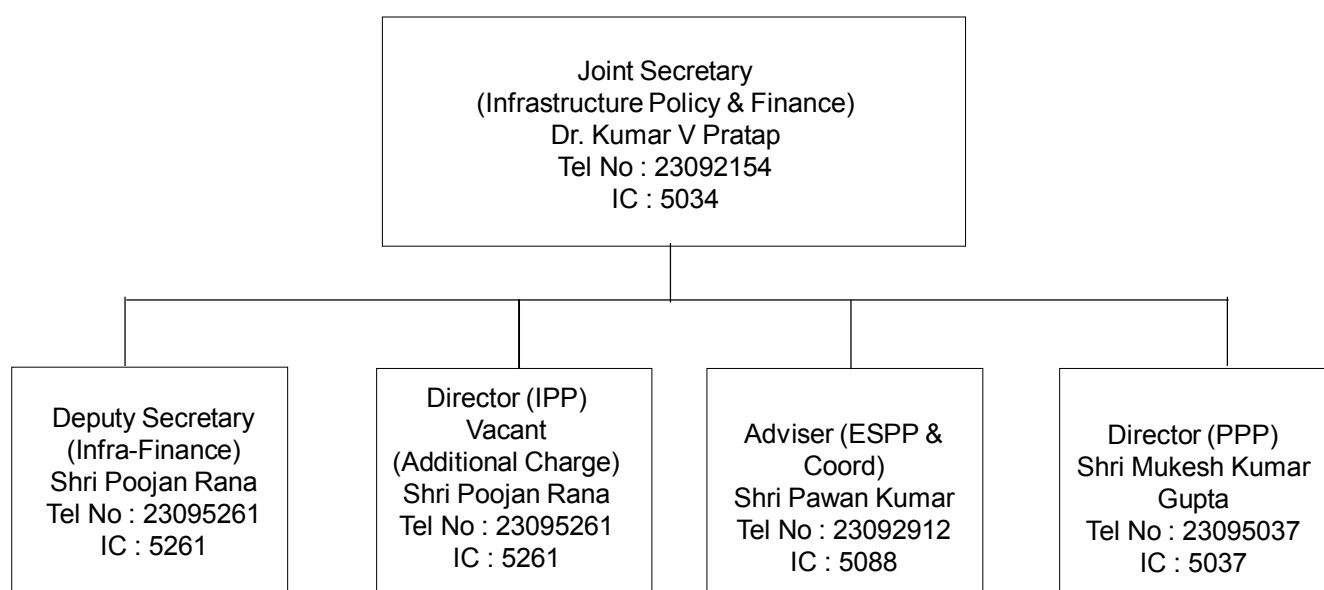 Joint Secretary
(Infrastructure Policy & Finance)
Dr. Kumar V Pratap
Tel No : 23092154
IC : 5034
Deputy Secretary
(Infra-Finance)
Shri Poojan Rana
Tel No : 23095261
IC : 5261
Director (IPP)
Vacant
(Additional Charge)
Shri Poojan Rana
Tel No : 23095261
IC : 5261
Adviser (ESPP &
Coord)
Shri Pawan Kumar
Tel No : 23092912
IC : 5088
Director (PPP)
Shri Mukesh Kumar
Gupta
Tel No : 23095037
IC : 5037